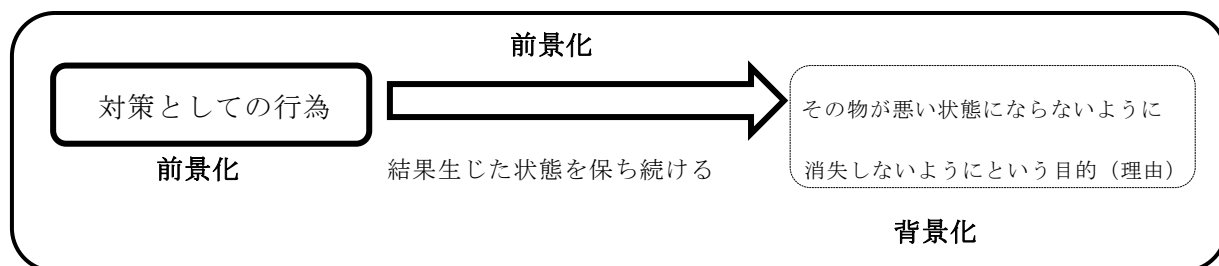 前景化
対策としての行為
前景化
結果生じた状態を保ち続ける
その物が悪い状態にならないように
消失しないようにという目的（理由）
背景化